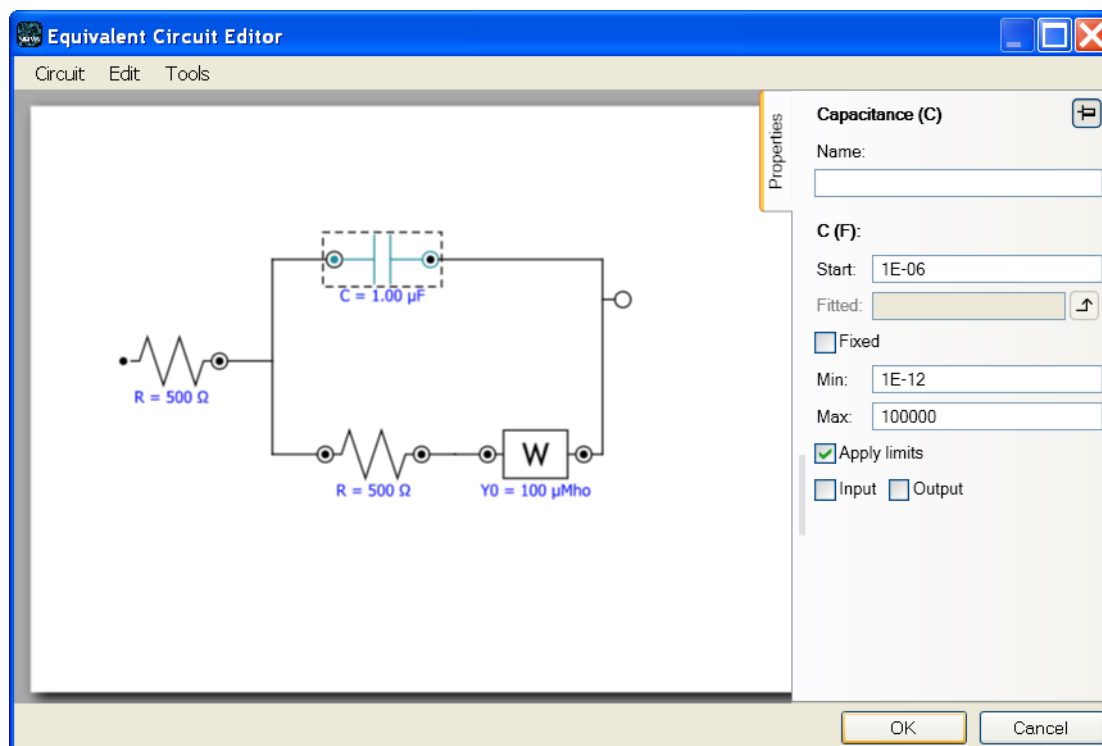 Equivalent Circuit Editor
Circuit Edit Tools
Properties
Capacitance (C)
Name:
C (F):
Start: 1E-06
Fitted:
Fixed
Min: 1E-12
Max: 100000
Apply limits
Input Output
C = 1.00 µF
R = 500 Ω
R = 500 Ω
W
Y0 = 100 µMho
OK Cancel